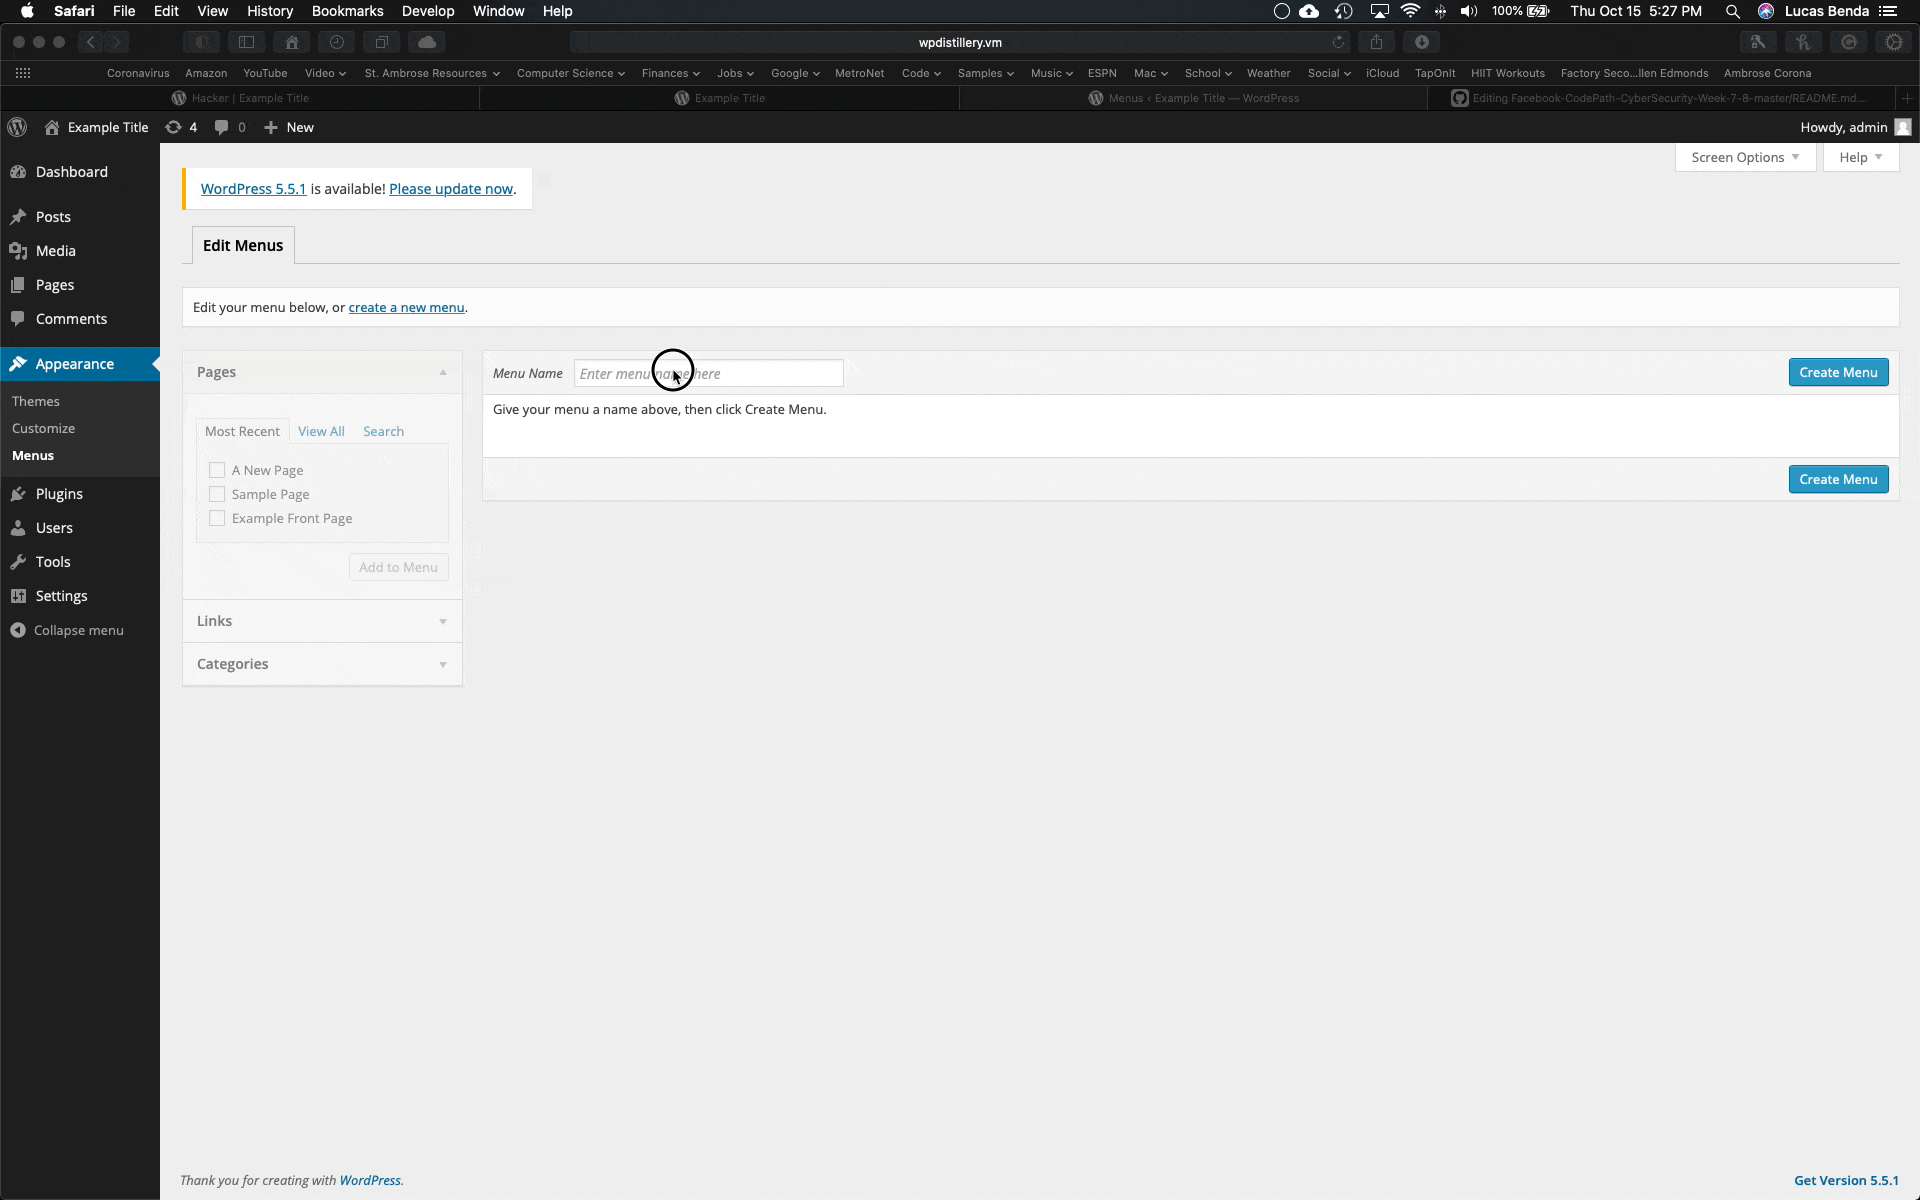 Safari File Edit View History Bookmarks Develop Window Help 100% Thu Oct 15 5:27 PM Lucas Benda
wpdistillery.vm
Coronavirus Amazon YouTube Video St. Ambrose Resources Computer Science Finances Jobs Google MetroNet Code Samples Music ESPN Mac School Weather Social iCloud TapOnIt HIIT Workouts Factory Seco...llen Edmonds Ambrose Corona
Hacker | Example Title Example Title Menus ‹ Example Title — WordPress Editing Facebook-CodePath-CyberSecurity-Week-7-8-master/README.md...
Example Title 4 0 New Howdy, admin
Screen Options Help
Dashboard
Posts
Media
Pages
Comments
Appearance
Themes
Customize
Menus
Plugins
Users
Tools
Settings
Collapse menu
WordPress 5.5.1 is available! Please update now.
Edit Menus
Edit your menu below, or create a new menu.
Pages
Most Recent View All Search
A New Page
Sample Page
Example Front Page
Add to Menu
Links
Categories
Menu Name Enter menu name here Create Menu
Give your menu a name above, then click Create Menu.
Create Menu
Thank you for creating with WordPress. Get Version 5.5.1